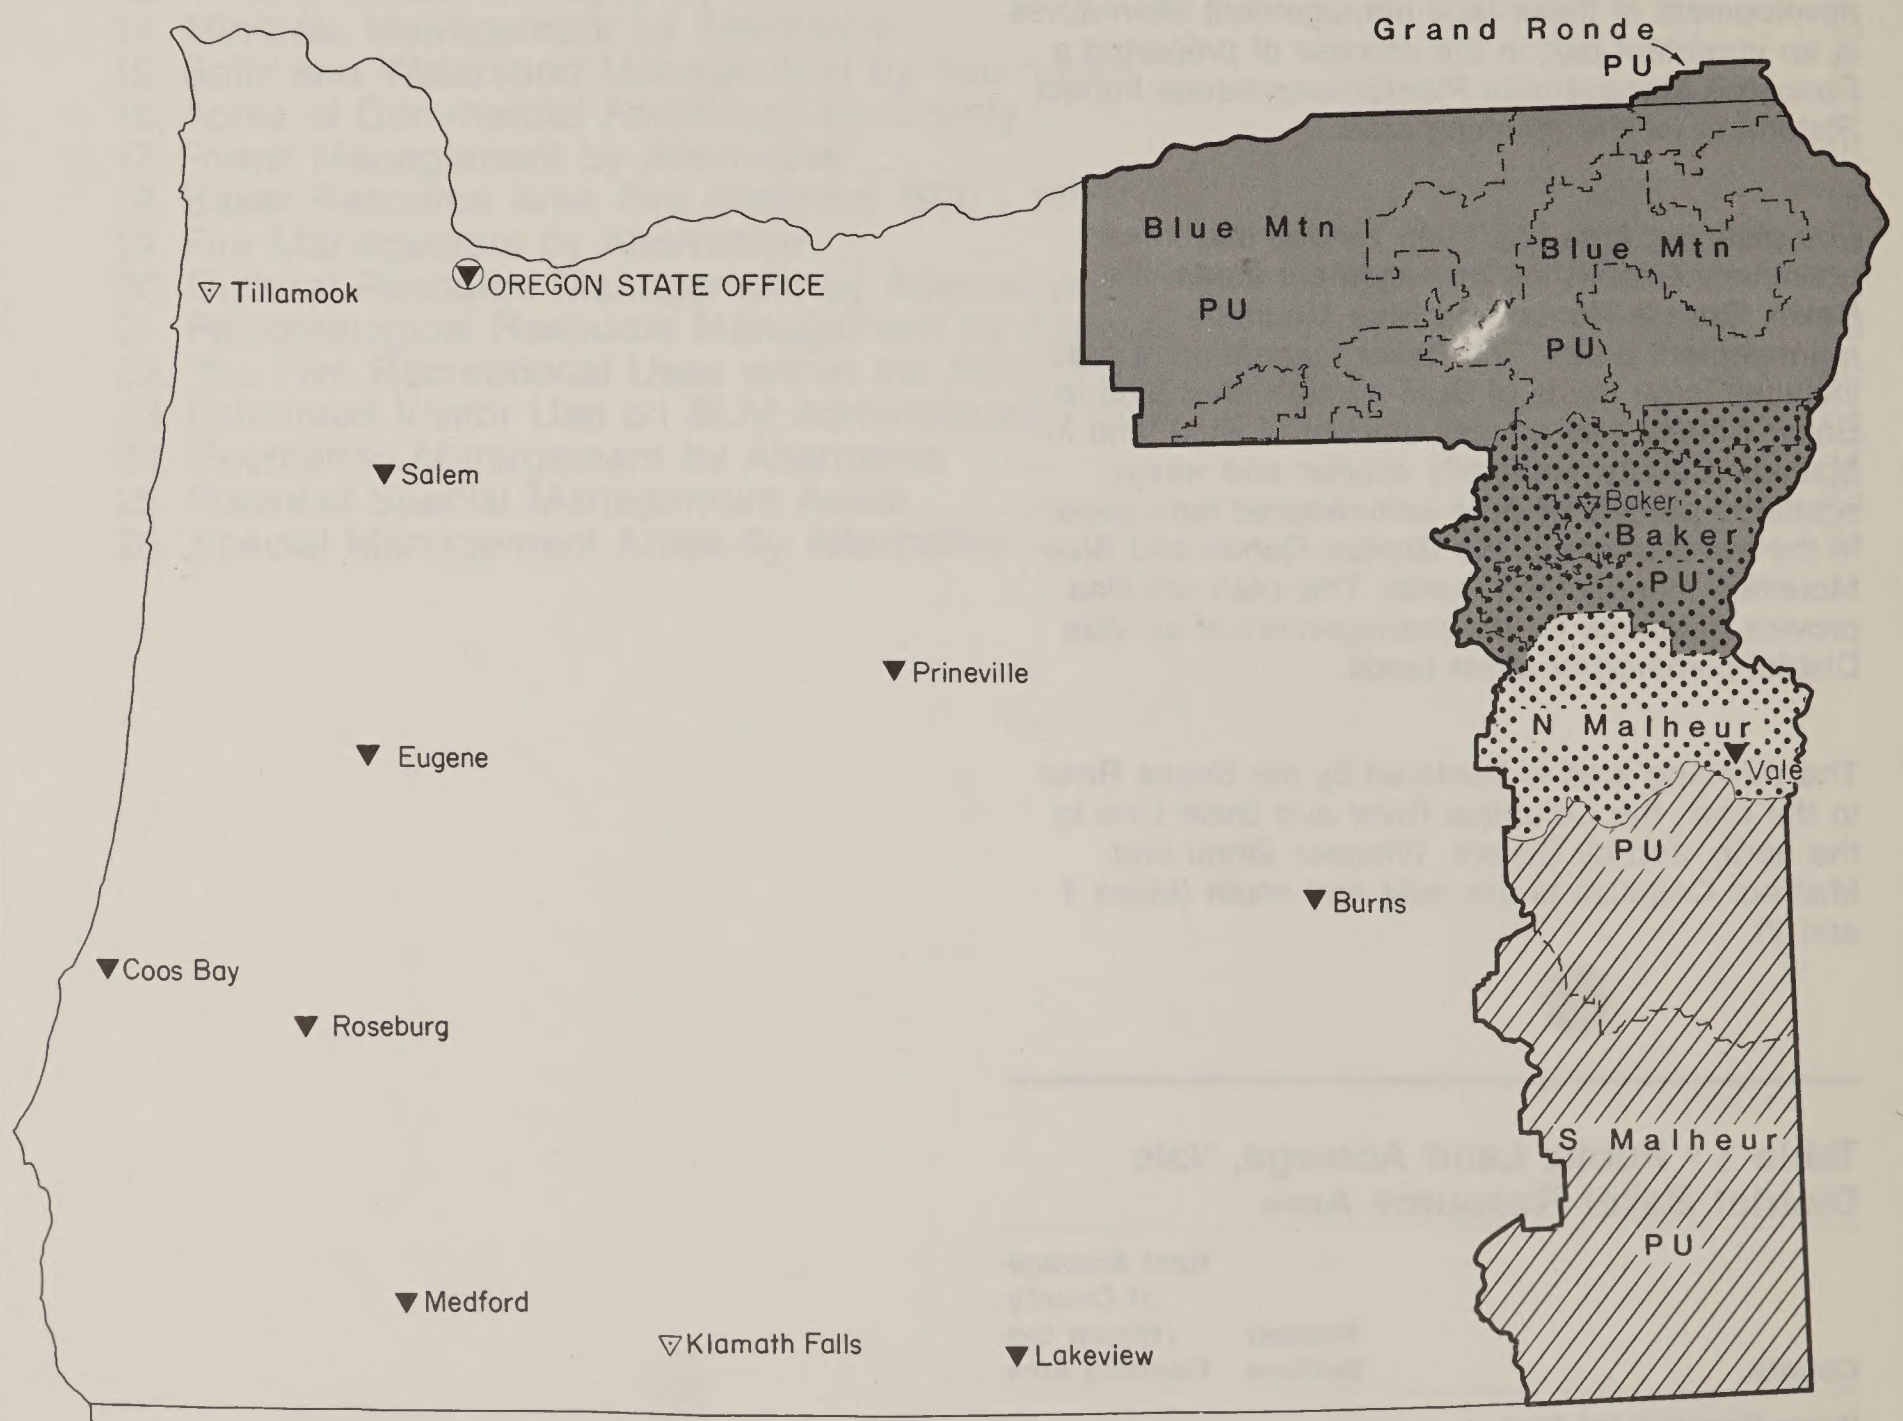 Grand Ronde
PU
Blue Mtn
PU
Blue Mtn
PU
Tillamook
OREGON STATE OFFICE
Salem
Baker
Baker
PU
Prineville
Eugene
N Malheur
Vale
PU
Burns
Coos Bay
Roseburg
S Malheur
PU
Medford
Klamath Falls
Lakeview